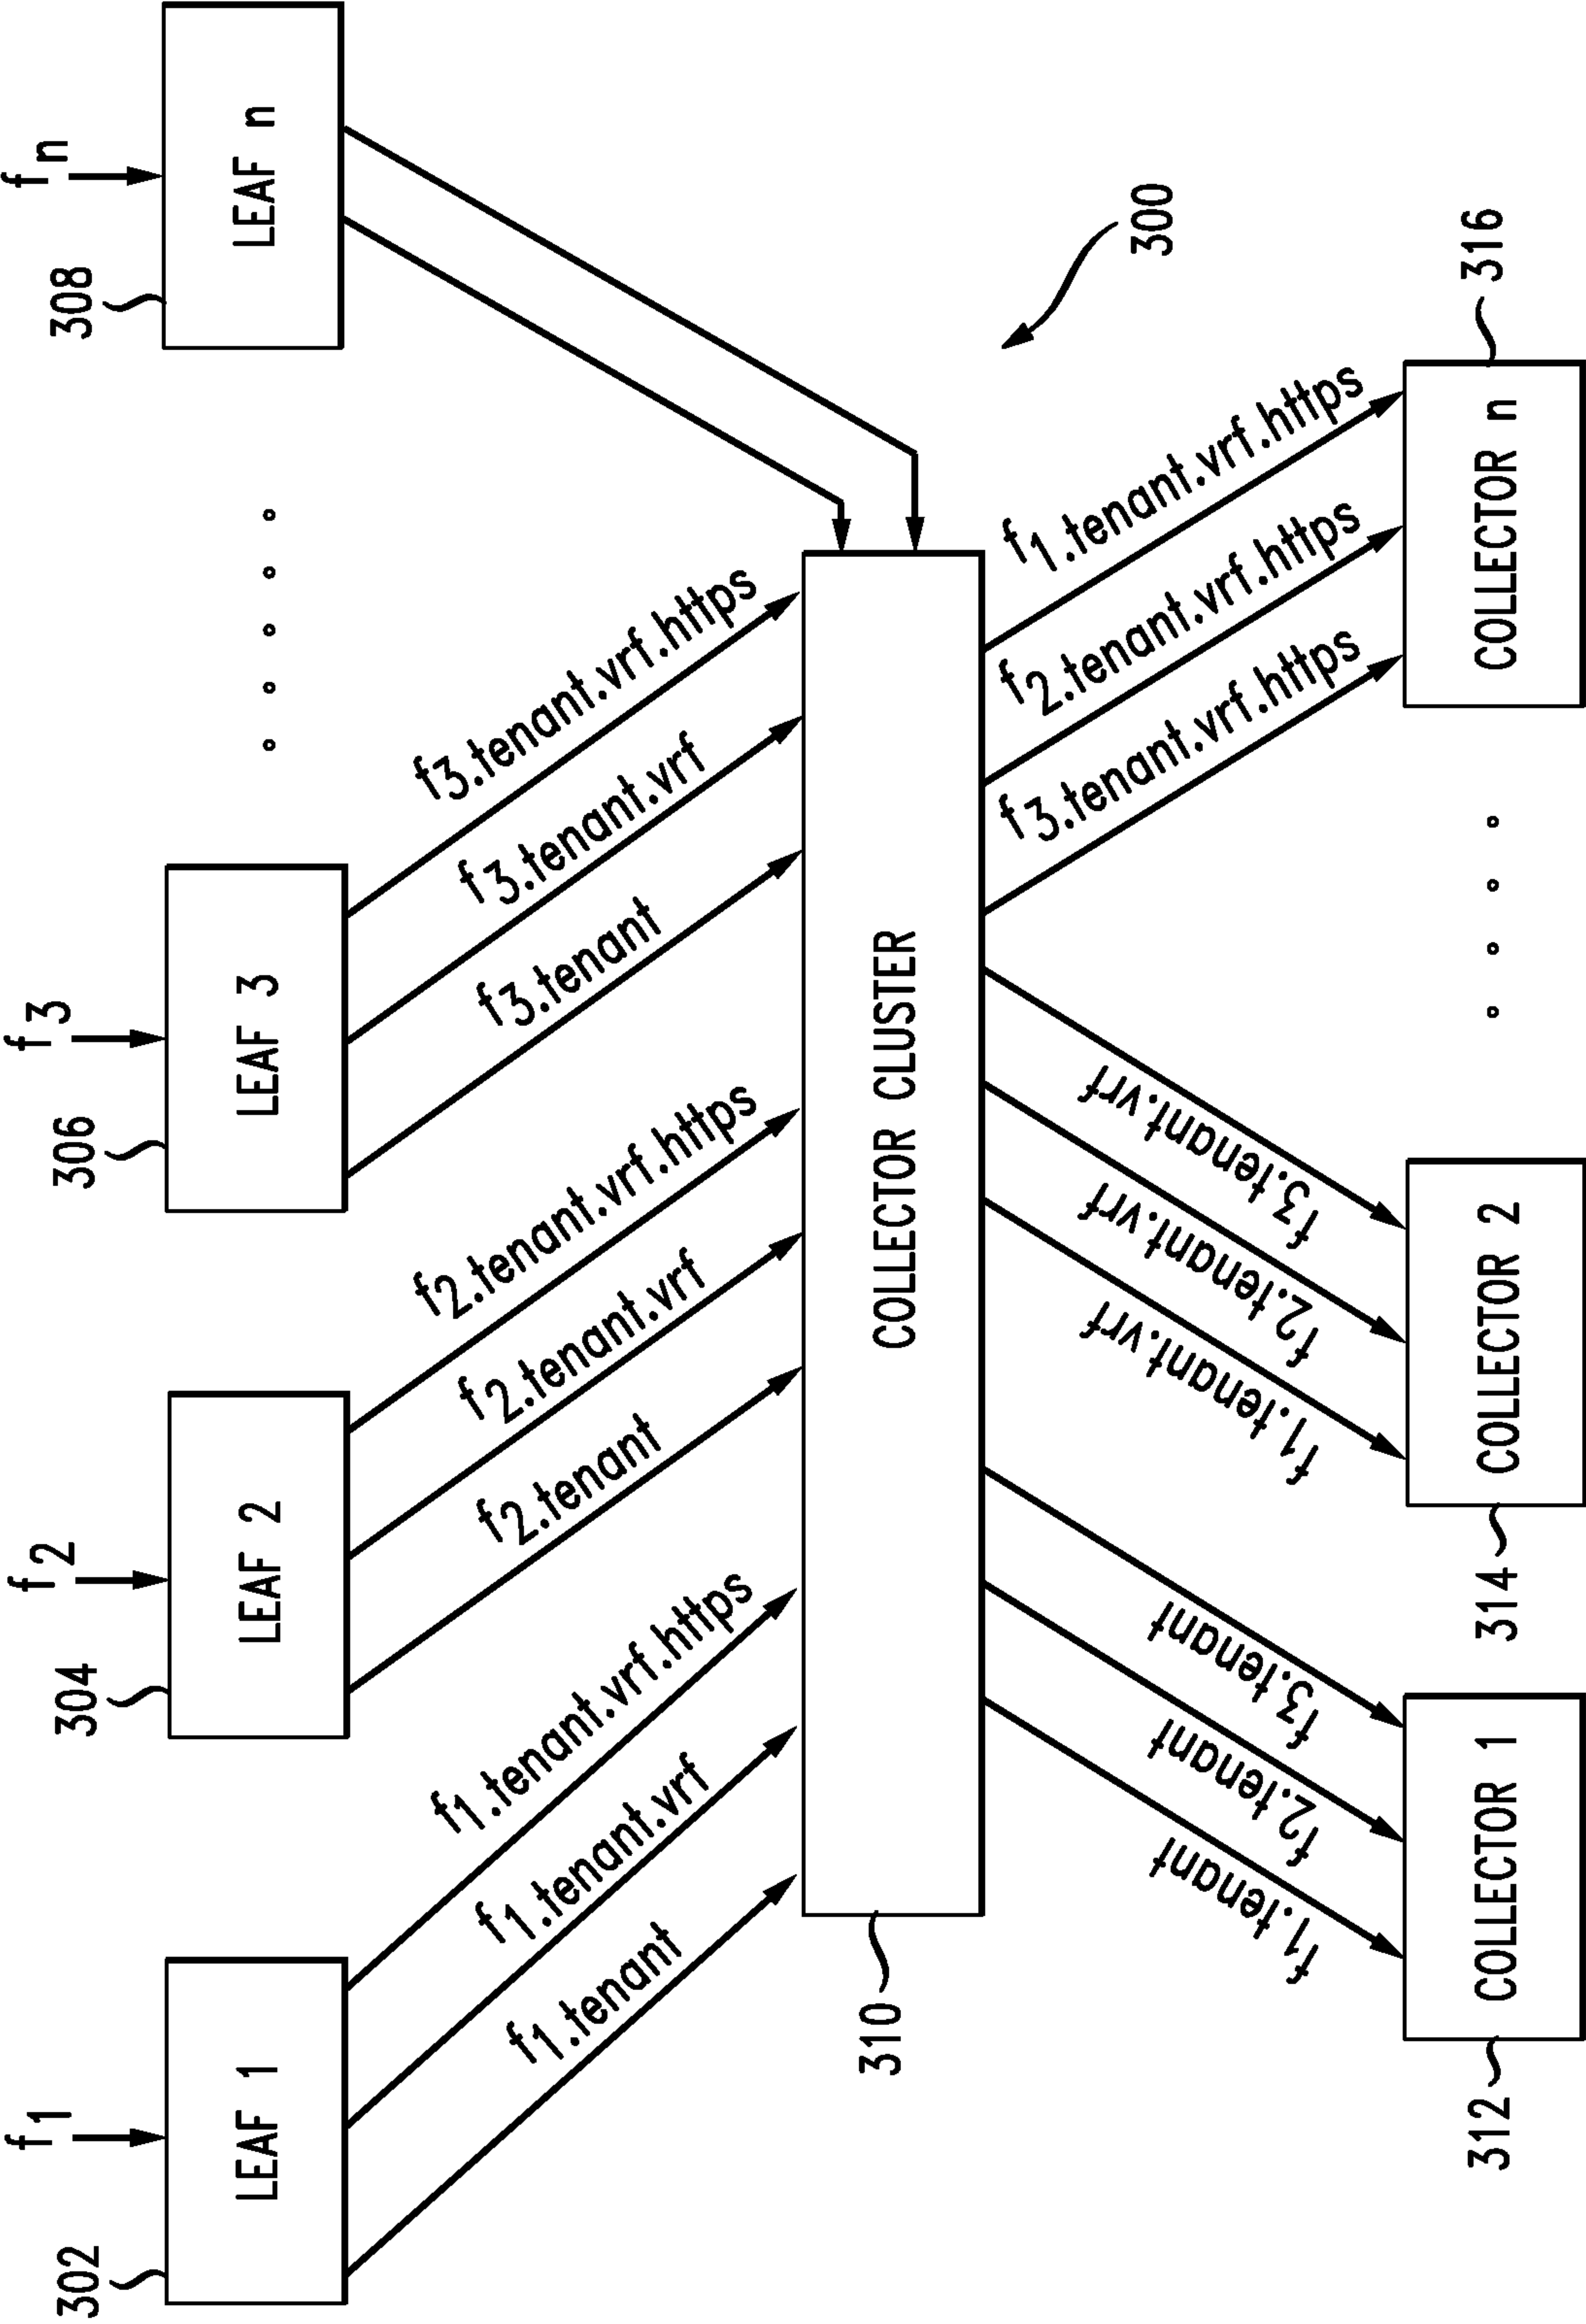 f1
f2
f3
fn
302
304
306
308
LEAF 1
LEAF 2
LEAF 3
LEAF n
f1.tenant
f1.tenant.vrf
f1.tenant.vrf.https
f2.tenant
f2.tenant.vrf
f2.tenant.vrf.https
f3.tenant
f3.tenant.vrf
f3.tenant.vrf.https
310
COLLECTOR CLUSTER
300
f1.tenant
f2.tenant
f3.tenant
f1.tenant.vrf
f2.tenant.vrf
f3.tenant.vrf
f3.tenant.vrf.https
f2.tenant.vrf.https
f1.tenant.vrf.https
312
COLLECTOR 1
314
COLLECTOR 2
COLLECTOR n
316